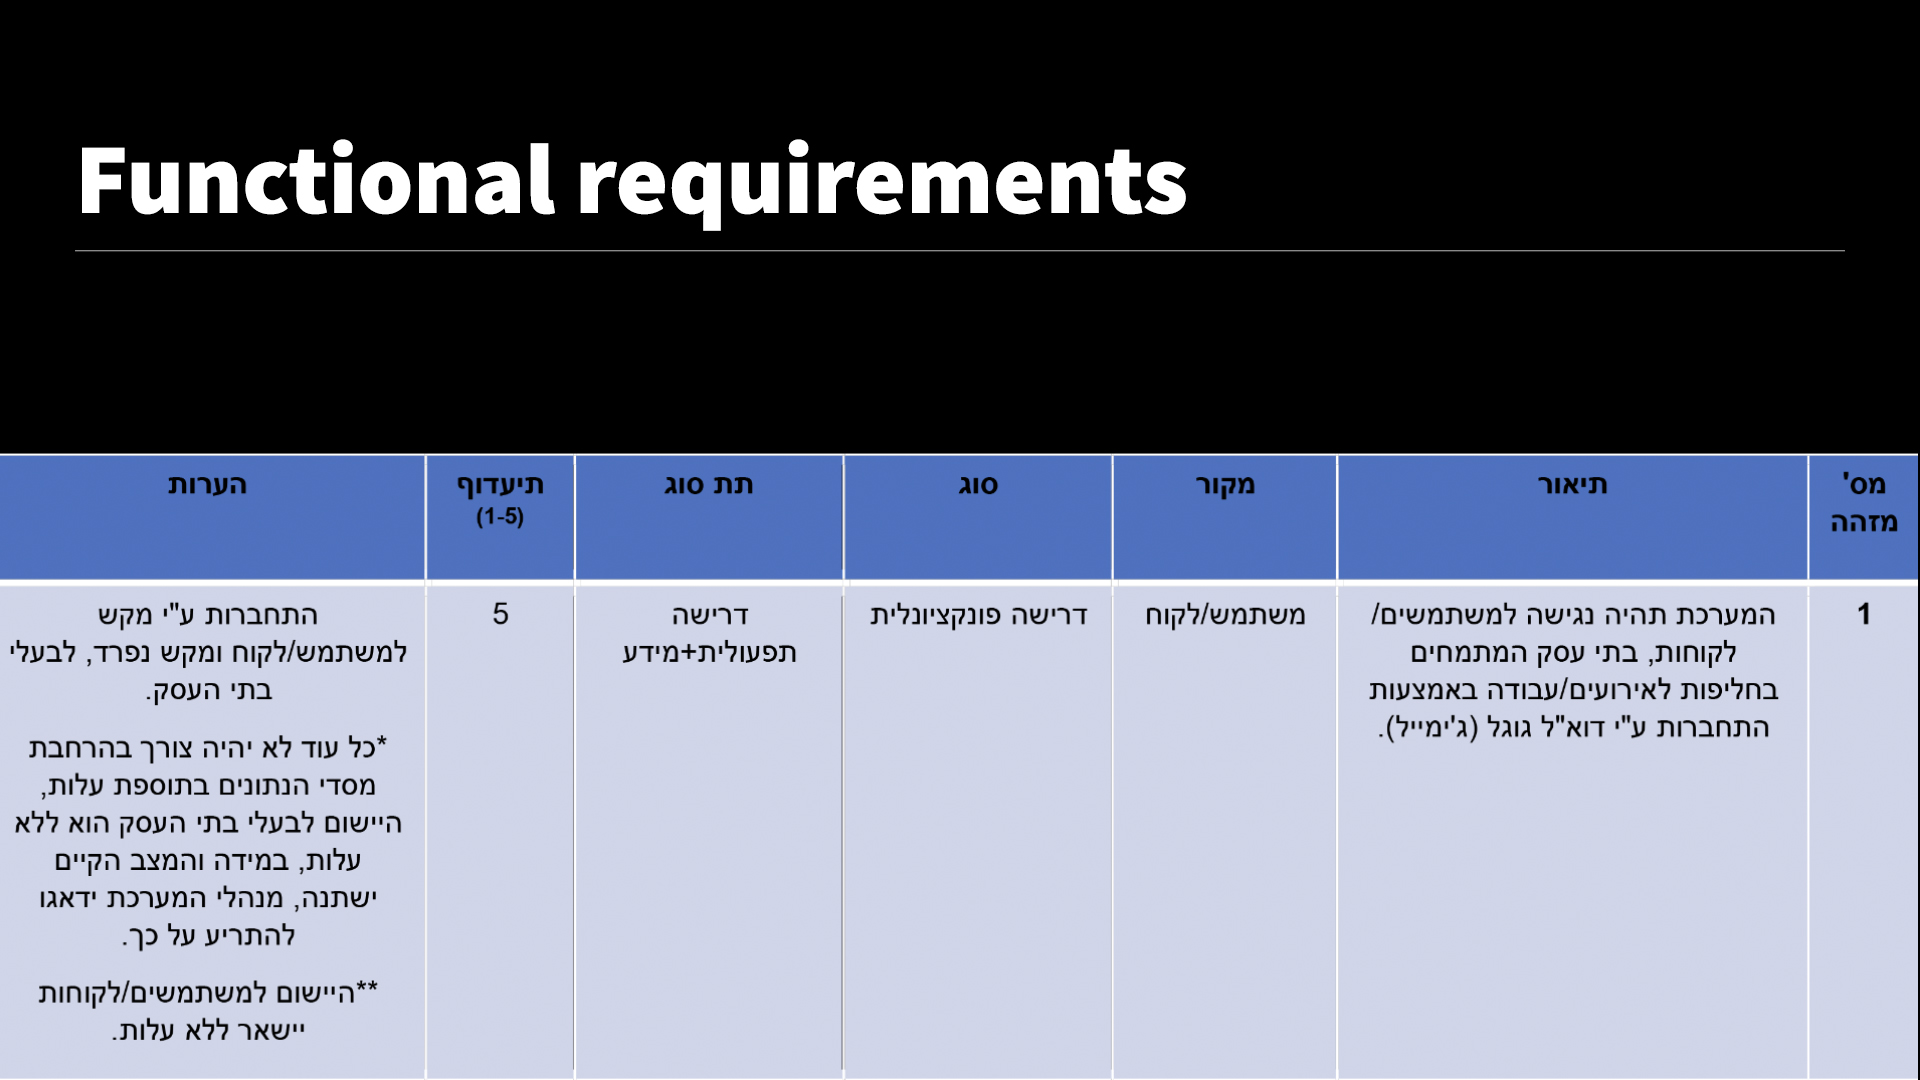 Functional requirements
מס'
מזהה
תיאור
מקור
סוג
תת סוג
תיעדוף
(1-5)
הערות
1
המערכת תהיה נגישה למשתמשים/
לקוחות, בתי עסק המתמחים
בחליפות לאירועים/עבודה באמצעות
התחברות ע"י דוא"ל גוגל (ג'ימייל).
משתמש/לקוח
דרישה פונקציונלית
דרישה
תפעולית+מידע
5
התחברות ע"י מקש
למשתמש/לקוח ומקש נפרד, לבעלי
בתי העסק.
*כל עוד לא יהיה צורך בהרחבת
מסדי הנתונים בתוספת עלות,
היישום לבעלי בתי העסק הוא ללא
עלות, במידה והמצב הקיים
ישתנה, מנהלי המערכת ידאגו
להתריע על כך.
**היישום למשתמשים/לקוחות
יישאר ללא עלות.